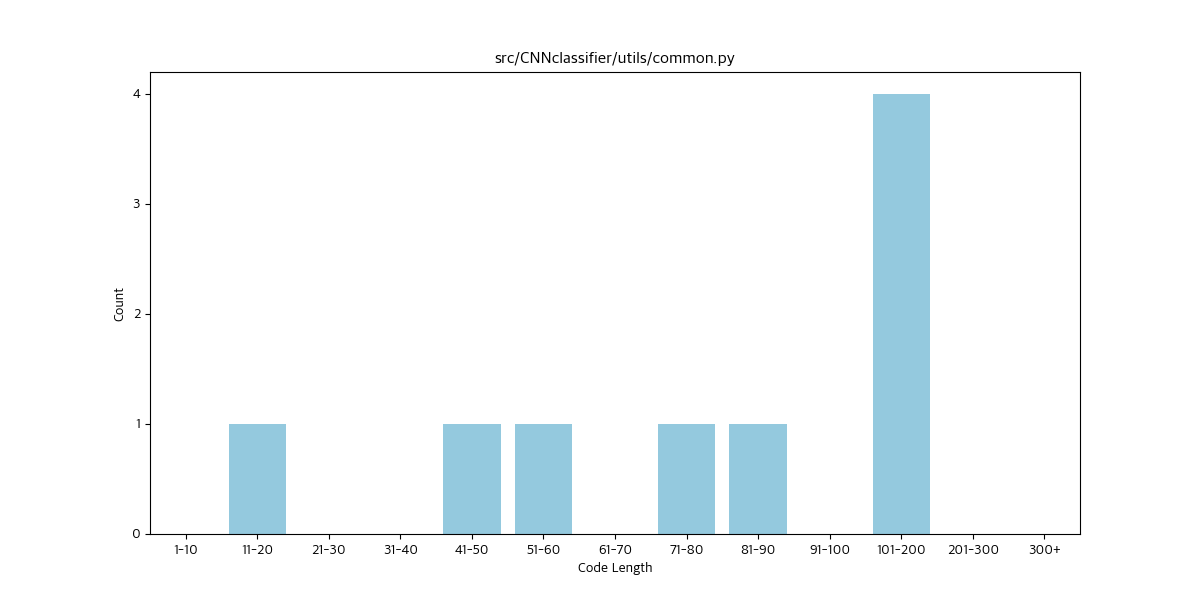 src/CNNclassifier/utils/common.py
Count
4
3
2
1
0
1-10 11-20 21-30 31-40 41-50 51-60 61-70 71-80 81-90 91-100 101-200 201-300 300+
Code Length